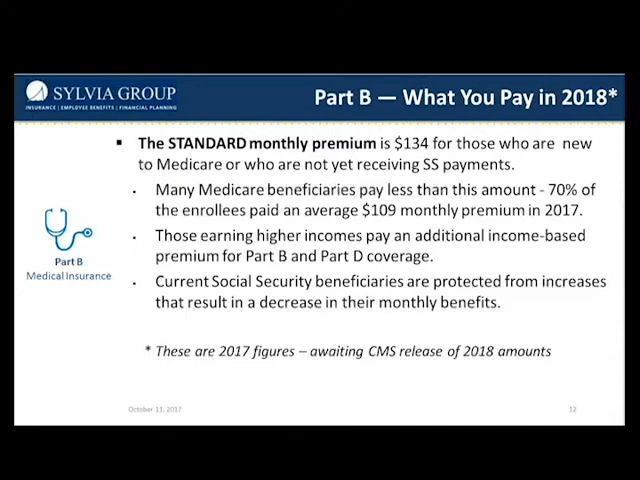 SYLVIA GROUP
INSURANCE | EMPLOYEE BENEFITS | FINANCIAL PLANNING
Part B — What You Pay in 2018*
▪ The STANDARD monthly premium is $134 for those who are new
to Medicare or who are not yet receiving SS payments.
• Many Medicare beneficiaries pay less than this amount - 70% of
the enrollees paid an average $109 monthly premium in 2017.
• Those earning higher incomes pay an additional income-based
premium for Part B and Part D coverage.
• Current Social Security beneficiaries are protected from increases
that result in a decrease in their monthly benefits.
Part B
Medical Insurance
* These are 2017 figures – awaiting CMS release of 2018 amounts
October 11, 2017
12